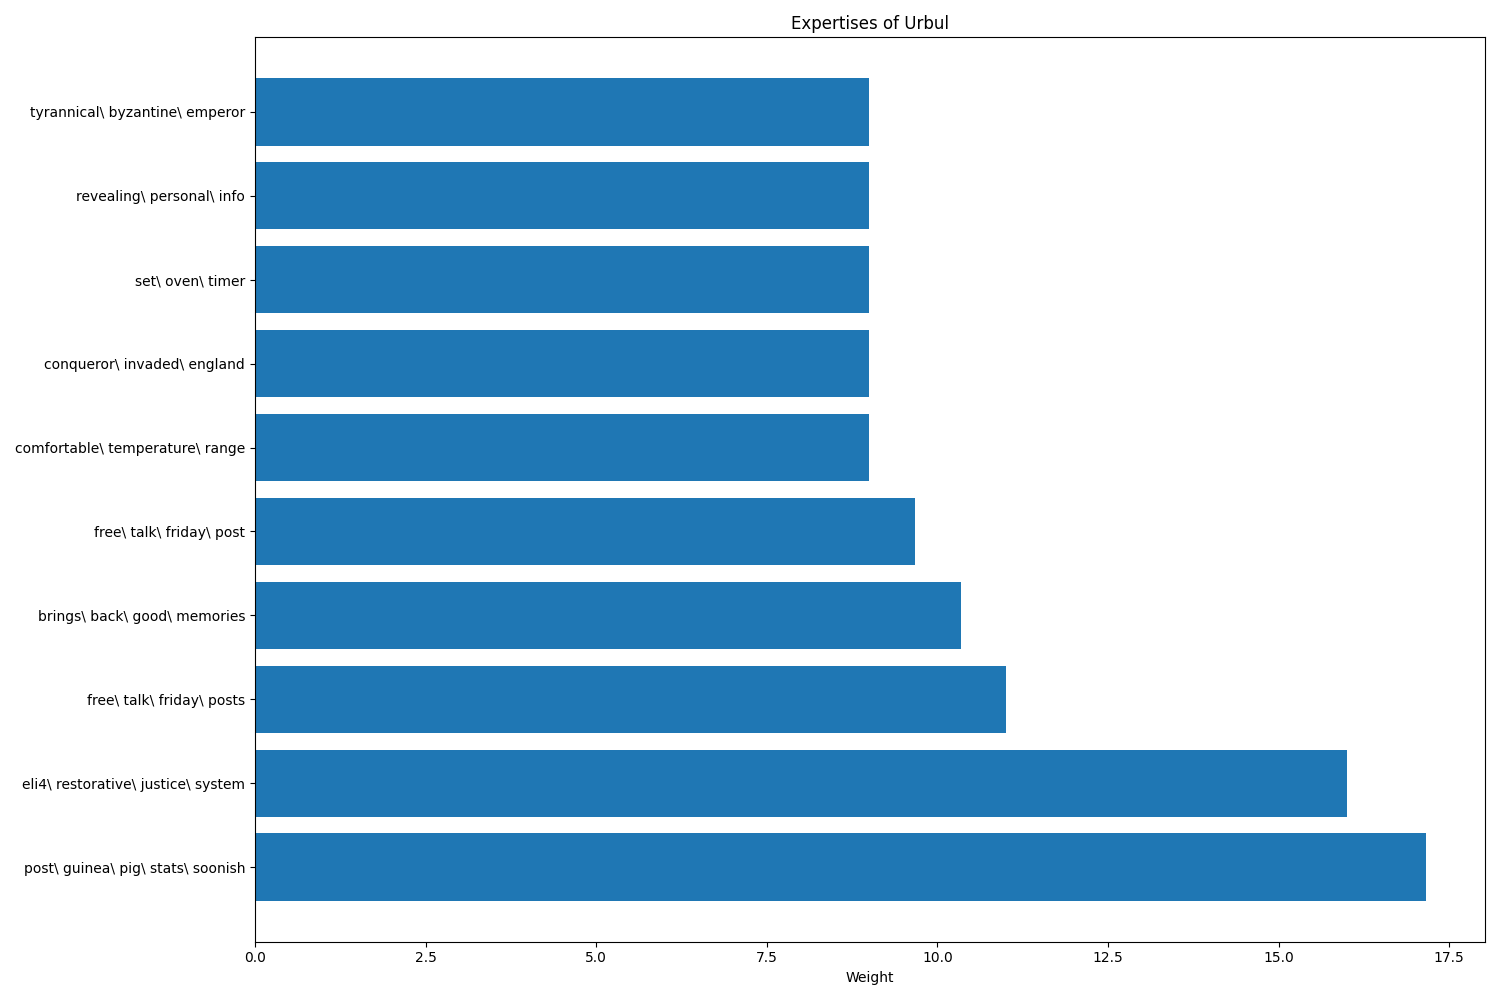 Expertises of Urbul
tyrannical\ byzantine\ emperor
revealing\ personal\ info
set\ oven\ timer
conqueror\ invaded\ england
comfortable\ temperature\ range
free\ talk\ friday\ post
brings\ back\ good\ memories
free\ talk\ friday\ posts
eli4\ restorative\ justice\ system
post\ guinea\ pig\ stats\ soonish
0.0 2.5 5.0 7.5 10.0 12.5 15.0 17.5
Weight